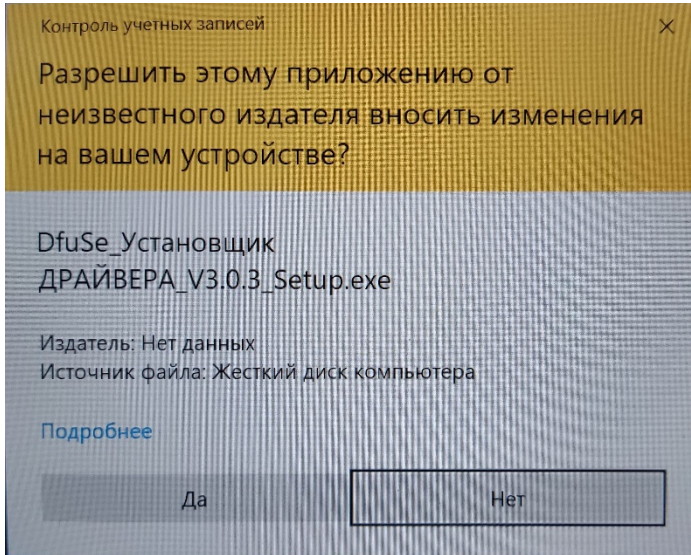 Контроль учетных записей
Разрешить этому приложению от
неизвестного издателя вносить изменения
на вашем устройстве?
DfuSe_Установщик
ДРАЙВЕРА_V3.0.3_Setup.exe
Издатель: Нет данных
Источник файла: Жесткий диск компьютера
Подробнее
Да
Нет